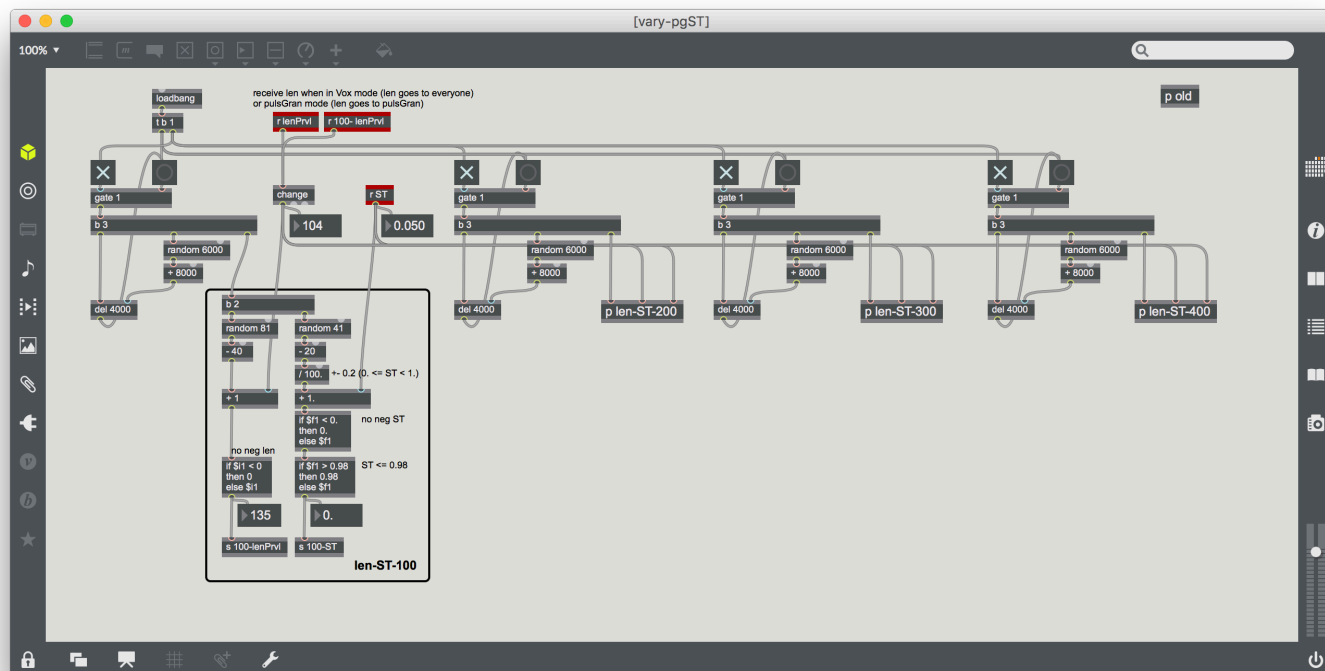 [vary-pgST]
100%
loadbang
t b 1
receive len when in Vox mode (len goes to everyone)
or pulsGran mode (len goes to pulsGran)
r lenPrvl
r 100- lenPrvl
p old
gate 1
change
r ST
gate 1
gate 1
gate 1
b 3
104
0.050
b 3
b 3
b 3
random 6000
random 6000
random 6000
random 6000
+ 8000
+ 8000
+ 8000
+ 8000
del 4000
del 4000
p len-ST-200
del 4000
p len-ST-300
del 4000
p len-ST-400
b 2
random 81
random 41
- 40
- 20
/ 100.
+- 0.2 (0. <= ST < 1.)
+ 1
+ 1.
if $f1 < 0.
then 0.
else $f1
no neg ST
no neg len
if $i1 < 0
then 0
else $i1
if $f1 > 0.98
then 0.98
else $f1
ST <= 0.98
135
0.
s 100-lenPrvl
s 100-ST
len-ST-100